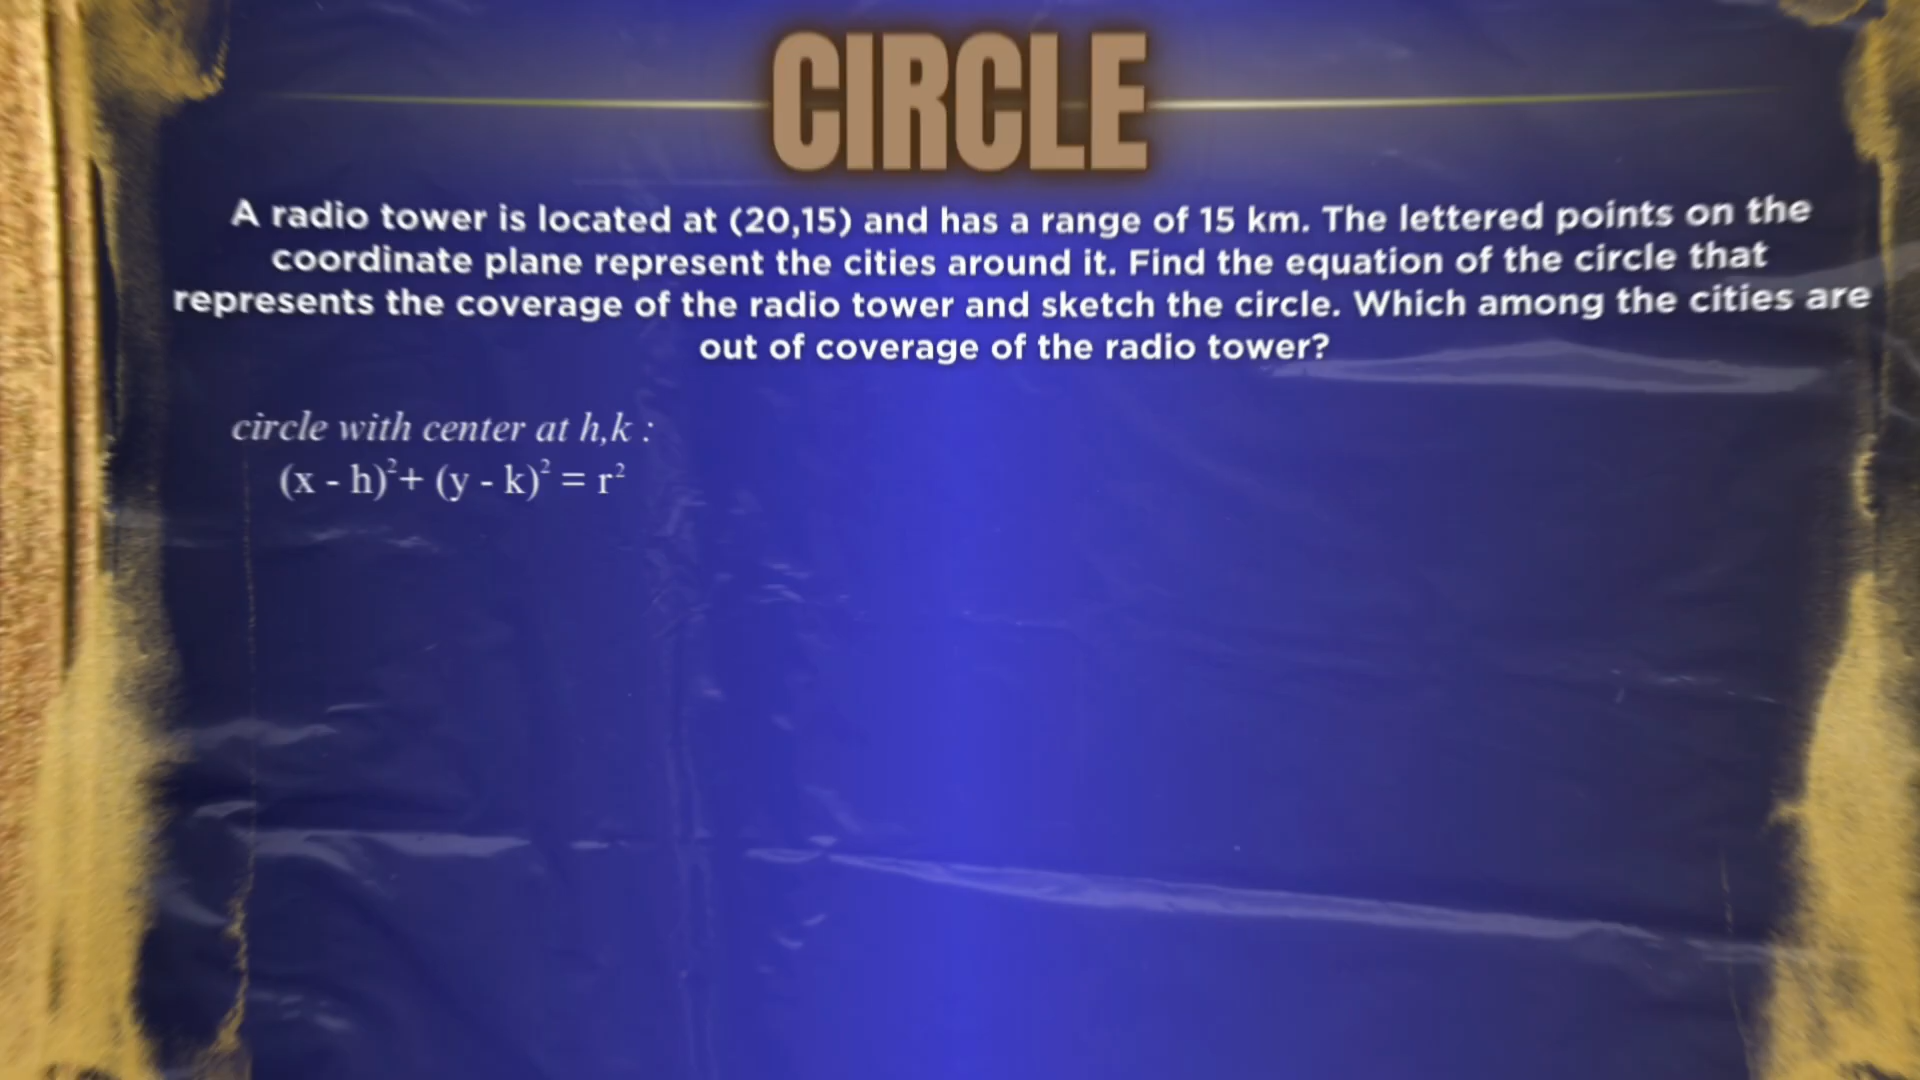 CIRCLE
A radio tower is located at (20,15) and has a range of 15 km. The lettered points on the
coordinate plane represent the cities around it. Find the equation of the circle that
represents the coverage of the radio tower and sketch the circle. Which among the cities are
out of coverage of the radio tower?
circle with center at h,k :
(x - h)²+ (y - k)² = r²